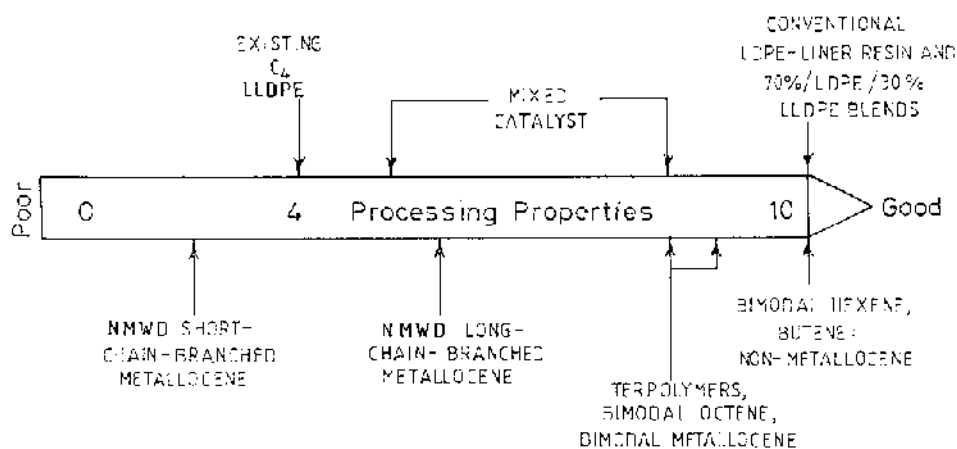 EXISTING
C4
LLDPE
MIXED
CATALYST
CONVENTIONAL
LDPE-LINER RESIN AND
70%/LDPE/30%
LLDPE BLENDS
Poor
0 4 Processing Properties 10
Good
NMWD SHORT-
CHAIN-BRANCHED
METALLOCENE
NMWD LONG-
CHAIN-BRANCHED
METALLOCENE
TERPOLYMERS,
BIMODAL OCTENE,
BIMODAL METALLOCENE
BIMODAL HEXENE,
BUTENE:
NON-METALLOCENE